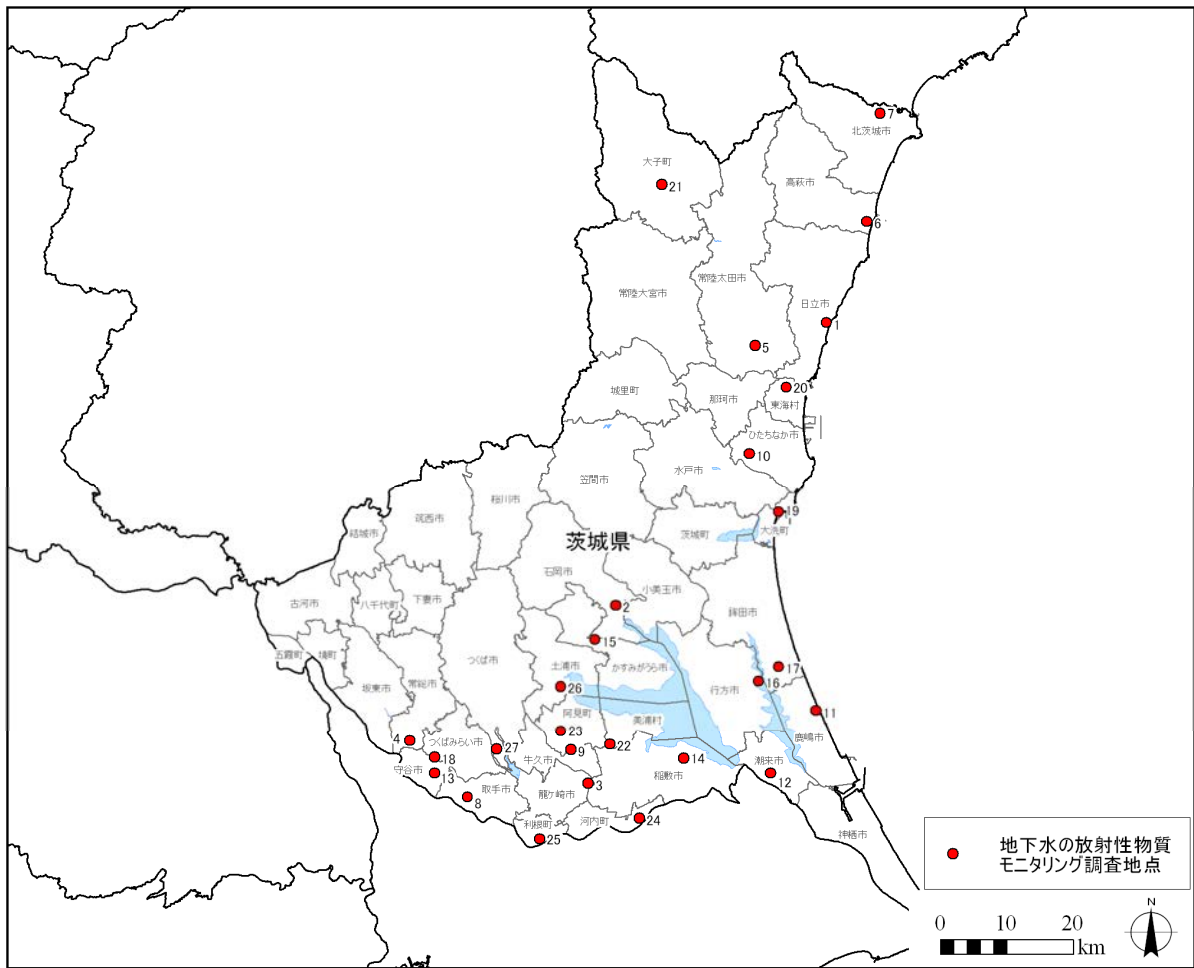 7
北茨城市
大子町
21
高萩市
6
常陸太田市
常陸大宮市
日立市
1
5
城里町
20
那珂市
東海村
ひたちなか市
10
水戸市
笠間市
桜川市
19
筑西市
大洗町
結城市
茨城町
茨城県
石岡市
小美玉市
古河市
八千代町
下妻市
2
鉾田市
15
五霞町
境町
つくば市
土浦市
かすみがうら市
17
常総市
16
坂東市
26
行方市
阿見町
11
美浦村
23
鹿嶋市
4
つくばみらい市
27
9
22
18
牛久市
14
潮来市
守谷市
13
稲敷市
12
取手市
3
龍ケ崎市
8
河内町
24
利根町
25
神栖市
地下水の放射性物質
モニタリング調査地点
N
0 10 20
km